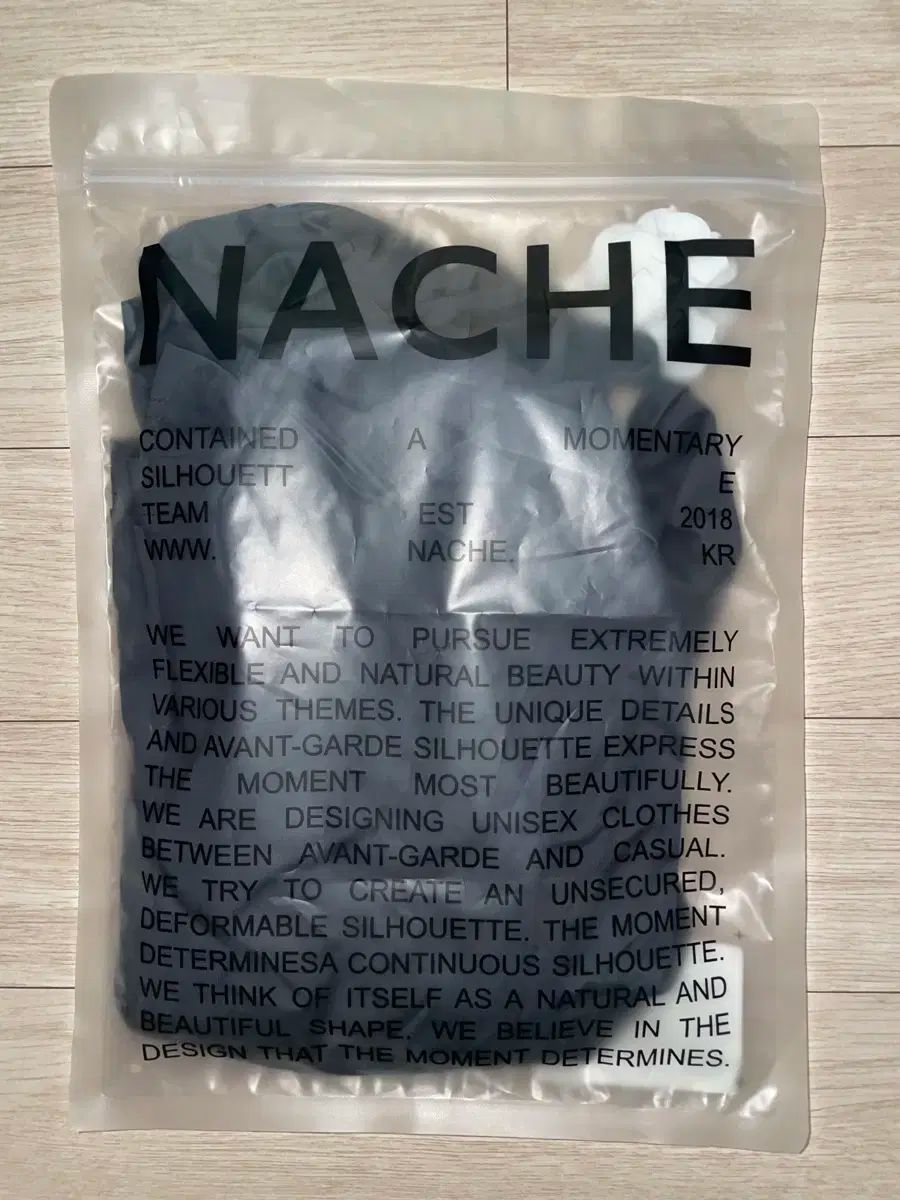 NACHE
CONTAINED A MOMENTARY
SILHOUETT E
TEAM EST 2018
WWW. NACHE. KR
WE WANT TO PURSUE EXTREMELY
FLEXIBLE AND NATURAL BEAUTY WITHIN
VARIOUS THEMES. THE UNIQUE DETAILS
AND AVANT-GARDE SILHOUETTE EXPRESS
THE MOMENT MOST BEAUTIFULLY.
WE ARE DESIGNING UNISEX CLOTHES
BETWEEN AVANT-GARDE AND CASUAL.
WE TRY TO CREATE AN UNSECURED,
DEFORMABLE SILHOUETTE. THE MOMENT
DETERMINESA CONTINUOUS SILHOUETTE.
WE THINK OF ITSELF AS A NATURAL AND
BEAUTIFUL SHAPE. WE BELIEVE IN THE
DESIGN THAT THE MOMENT DETERMINES.